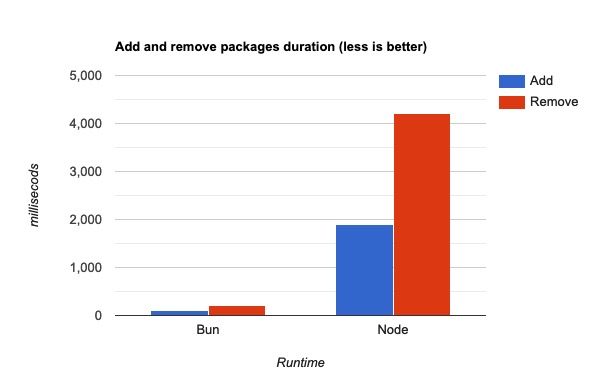 Add and remove packages duration (less is better)
5,000
4,000
3,000
2,000
1,000
0
millisecods
Bun
Node
Runtime
Add
Remove